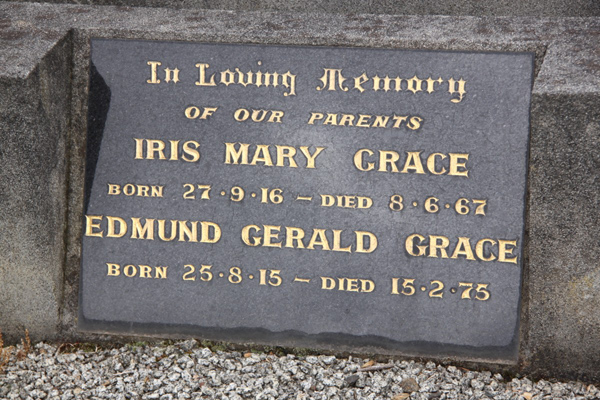 In Loving Memory
OF OUR PARENTS
IRIS MARY GRACE
BORN 27·9·16 – DIED 8·6·67
EDMUND GERALD GRACE
BORN 25·8·15 – DIED 15·2·75